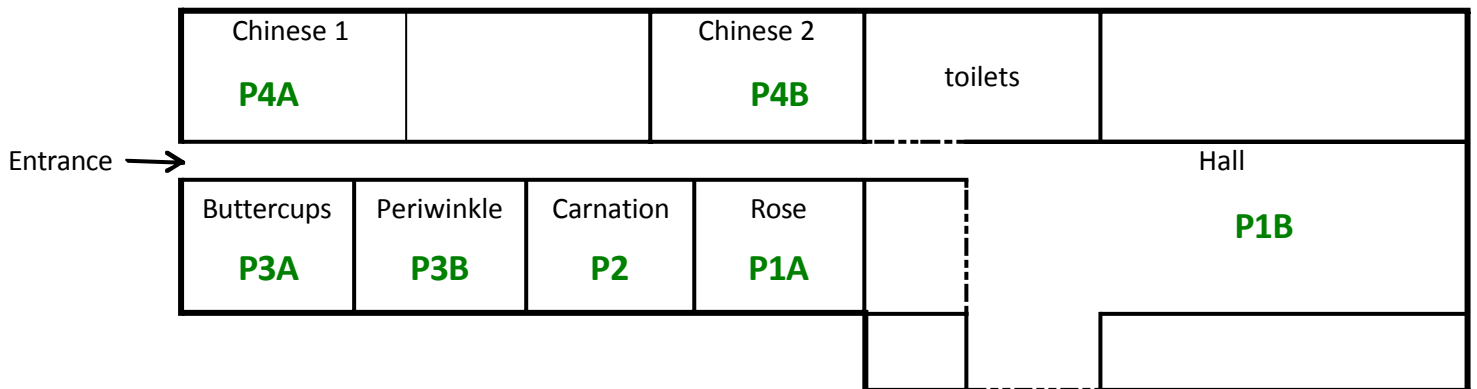 Chinese 1
P4A
Chinese 2
P4B
toilets
Entrance
Hall
P1B
Buttercups
P3A
Periwinkle
P3B
Carnation
P2
Rose
P1A